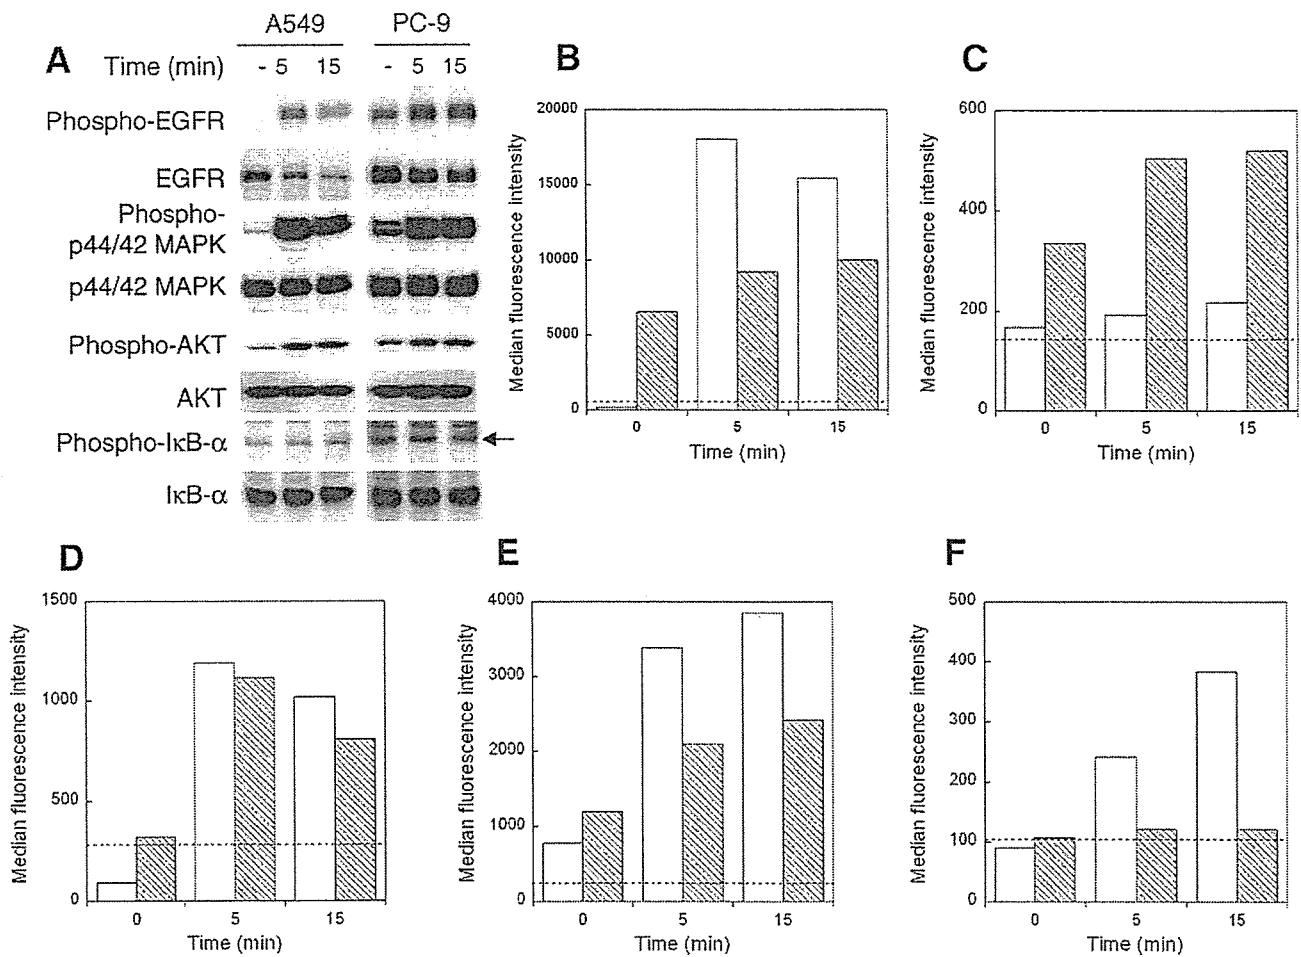 A549 PC-9
A Time (min) - 5 15 - 5 15
Phospho-EGFR
EGFR
Phospho-
p44/42 MAPK
p44/42 MAPK
Phospho-AKT
AKT
Phospho-IκB-α
IκB-α
B
Median fluorescence intensity
20000
15000
10000
5000
0
0 5 15
Time (min)
C
Median fluorescence intensity
600
400
200
0
0 5 15
Time (min)
D
Median fluorescence intensity
1500
1000
500
0
0 5 15
Time (min)
E
Median fluorescence intensity
4000
3000
2000
1000
0
0 5 15
Time (min)
F
Median fluorescence intensity
500
400
300
200
100
0
0 5 15
Time (min)